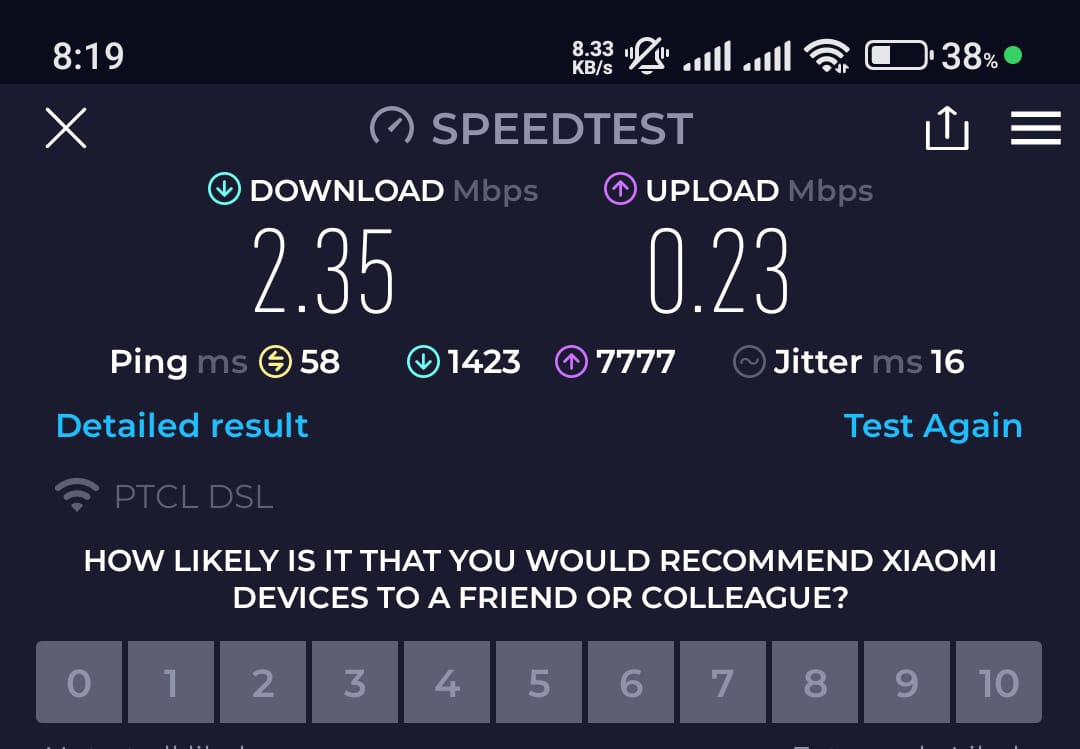 8:19 8.33 KB/s 38%
SPEEDTEST
DOWNLOAD Mbps UPLOAD Mbps
2.35 0.23
Ping ms 58 1423 7777 Jitter ms 16
Detailed result Test Again
PTCL DSL
HOW LIKELY IS IT THAT YOU WOULD RECOMMEND XIAOMI
DEVICES TO A FRIEND OR COLLEAGUE?
0 1 2 3 4 5 6 7 8 9 10